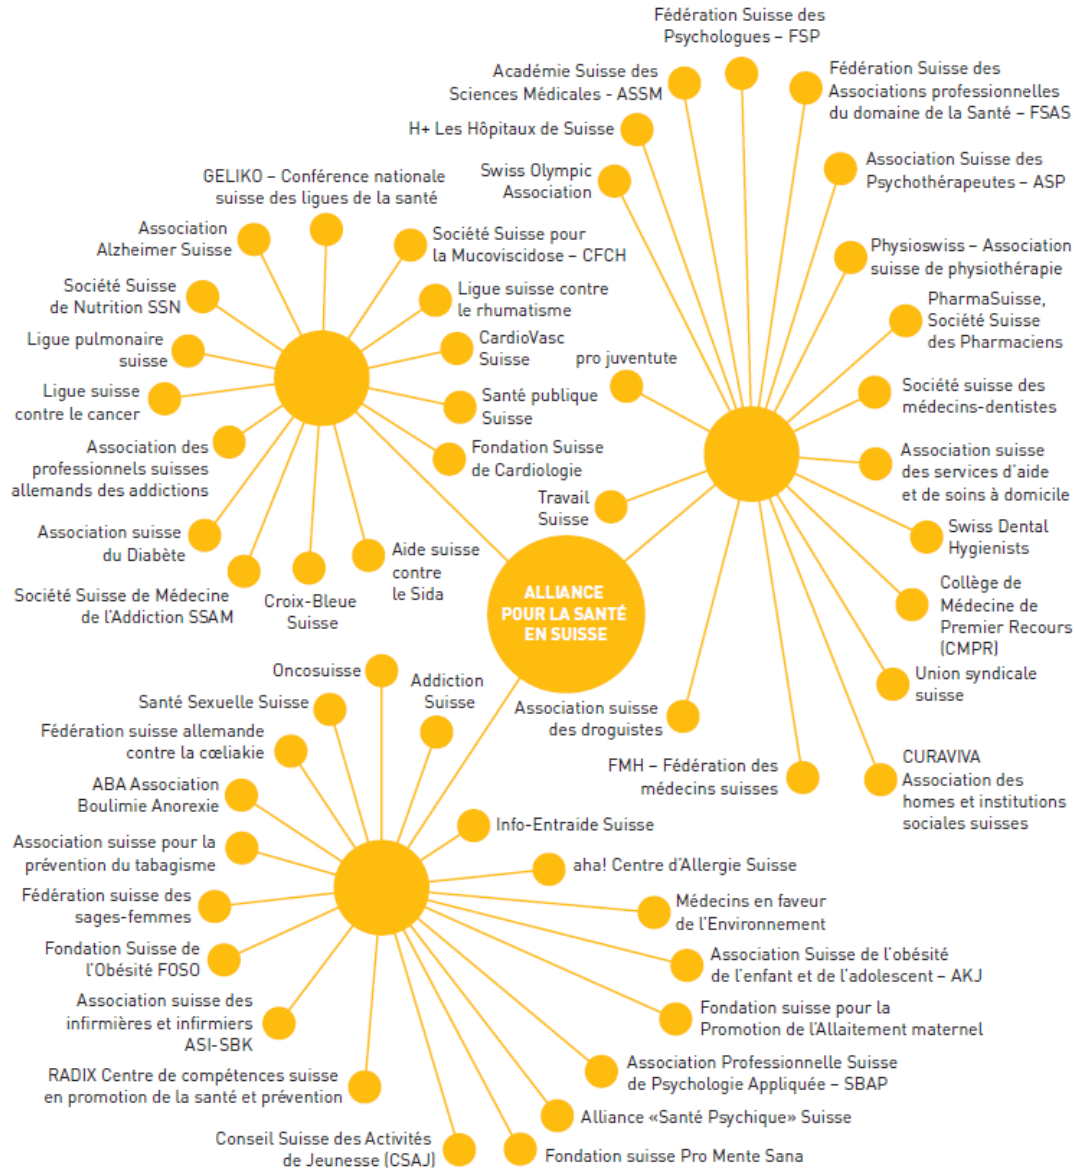 Fédération Suisse des
Psychologues – FSP
Académie Suisse des
Sciences Médicales - ASSM
Fédération Suisse des
Associations professionnelles
du domaine de la Santé – FSAS
H+ Les Hôpitaux de Suisse
Swiss Olympic
Association
Association Suisse des
Psychothérapeutes – ASP
GELIKO – Conférence nationale
suisse des ligues de la santé
Association
Alzheimer Suisse
Société Suisse pour
la Mucoviscidose – CFCH
Physioswiss – Association
suisse de physiothérapie
Société Suisse
de Nutrition SSN
Ligue suisse contre
le rhumatisme
PharmaSuisse,
Société Suisse
des Pharmaciens
Ligue pulmonaire
suisse
CardioVasc
Suisse
pro juventute
Ligue suisse
contre le cancer
Santé publique
Suisse
Société suisse des
médecins-dentistes
Association des
professionnels suisses
allemands des addictions
Fondation Suisse
de Cardiologie
Association suisse
des services d'aide
et de soins à domicile
Travail
Suisse
Association suisse
du Diabète
Swiss Dental
Hygienists
Société Suisse de Médecine
de l'Addiction SSAM
Croix-Bleue
Suisse
Aide suisse
contre
le Sida
ALLIANCE
POUR LA SANTÉ
EN SUISSE
Collège de
Médecine de
Premier Recours
(CMPR)
Union syndicale
suisse
Oncosuisse
Addiction
Suisse
Santé Sexuelle Suisse
Association suisse
des droguistes
Fédération suisse allemande
contre la cœliakie
FMH – Fédération des
médecins suisses
CURAVIVA
Association des
homes et institutions
sociales suisses
ABA Association
Boulimie Anorexie
Info-Entraide Suisse
Association suisse pour la
prévention du tabagisme
aha! Centre d'Allergie Suisse
Fédération suisse des
sages-femmes
Médecins en faveur
de l'Environnement
Fondation Suisse de
l'Obésité FOSO
Association Suisse de l'obésité
de l'enfant et de l'adolescent – AKJ
Association suisse des
infirmières et infirmiers
ASI-SBK
Fondation suisse pour la
Promotion de l'Allaitement maternel
RADIX Centre de compétences suisse
en promotion de la santé et prévention
Association Professionnelle Suisse
de Psychologie Appliquée – SBAP
Alliance «Santé Psychique» Suisse
Conseil Suisse des Activités
de Jeunesse (CSAJ)
Fondation suisse Pro Mente Sana